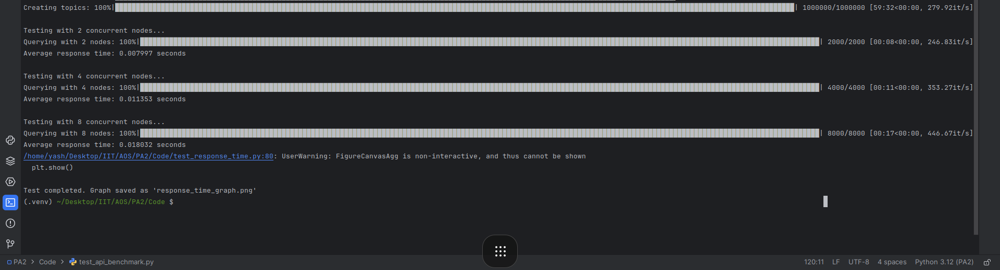 Creating topics: 100%| | 1000000/1000000 [59:32<00:00, 279.92it/s]
Testing with 2 concurrent nodes...
Querying with 2 nodes: 100%| | 2000/2000 [00:08<00:00, 246.83it/s]
Average response time: 0.007997 seconds
Testing with 4 concurrent nodes...
Querying with 4 nodes: 100%| | 4000/4000 [00:11<00:00, 353.27it/s]
Average response time: 0.011353 seconds
Testing with 8 concurrent nodes...
Querying with 8 nodes: 100%| | 8000/8000 [00:17<00:00, 446.67it/s]
Average response time: 0.018032 seconds
/home/yash/Desktop/IIT/AOS/PA2/Code/test_response_time.py:80: UserWarning: FigureCanvasAgg is non-interactive, and thus cannot be shown
  plt.show()
Test completed. Graph saved as 'response_time_graph.png'
(.venv) ~/Desktop/IIT/AOS/PA2/Code $
PA2 > Code > test_api_benchmark.py 120:11 LF UTF-8 4 spaces Python 3.12 (PA2)